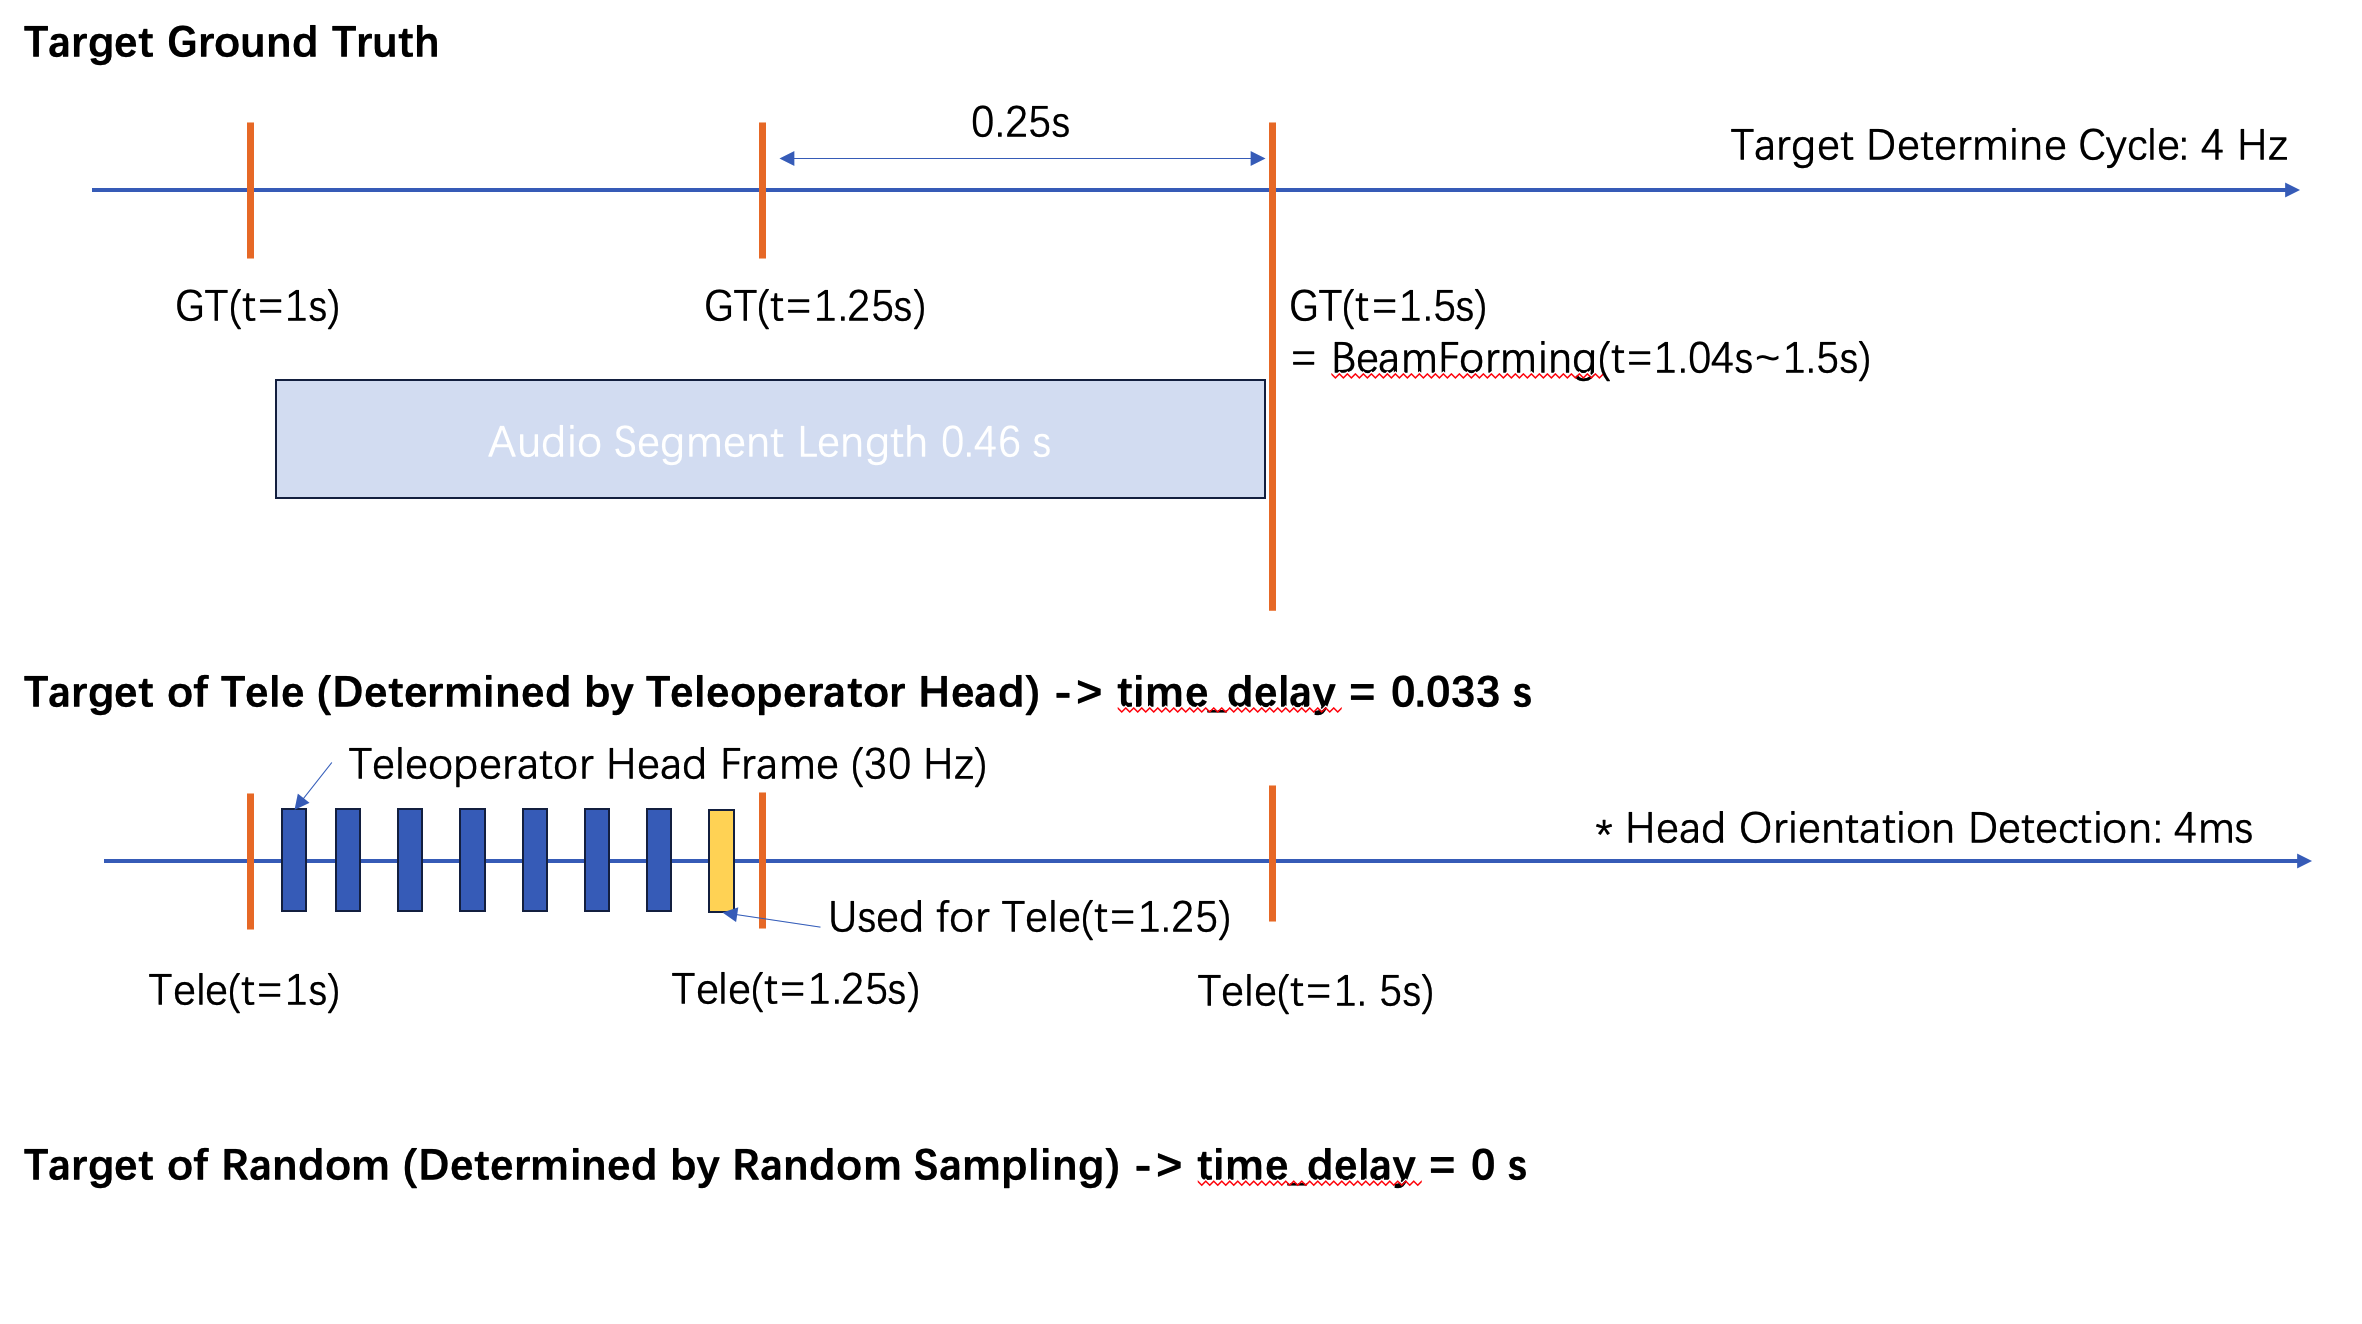 Target Ground Truth
0.25s
Target Determine Cycle: 4 Hz
GT(t=1s)
GT(t=1.25s)
GT(t=1.5s)
= BeamForming(t=1.04s~1.5s)
Audio Segment Length 0.46 s
Target of Tele (Determined by Teleoperator Head) -> time_delay = 0.033 s
Teleoperator Head Frame (30 Hz)
* Head Orientation Detection: 4ms
Used for Tele(t=1.25)
Tele(t=1s)
Tele(t=1.25s)
Tele(t=1. 5s)
Target of Random (Determined by Random Sampling) -> time_delay = 0 s